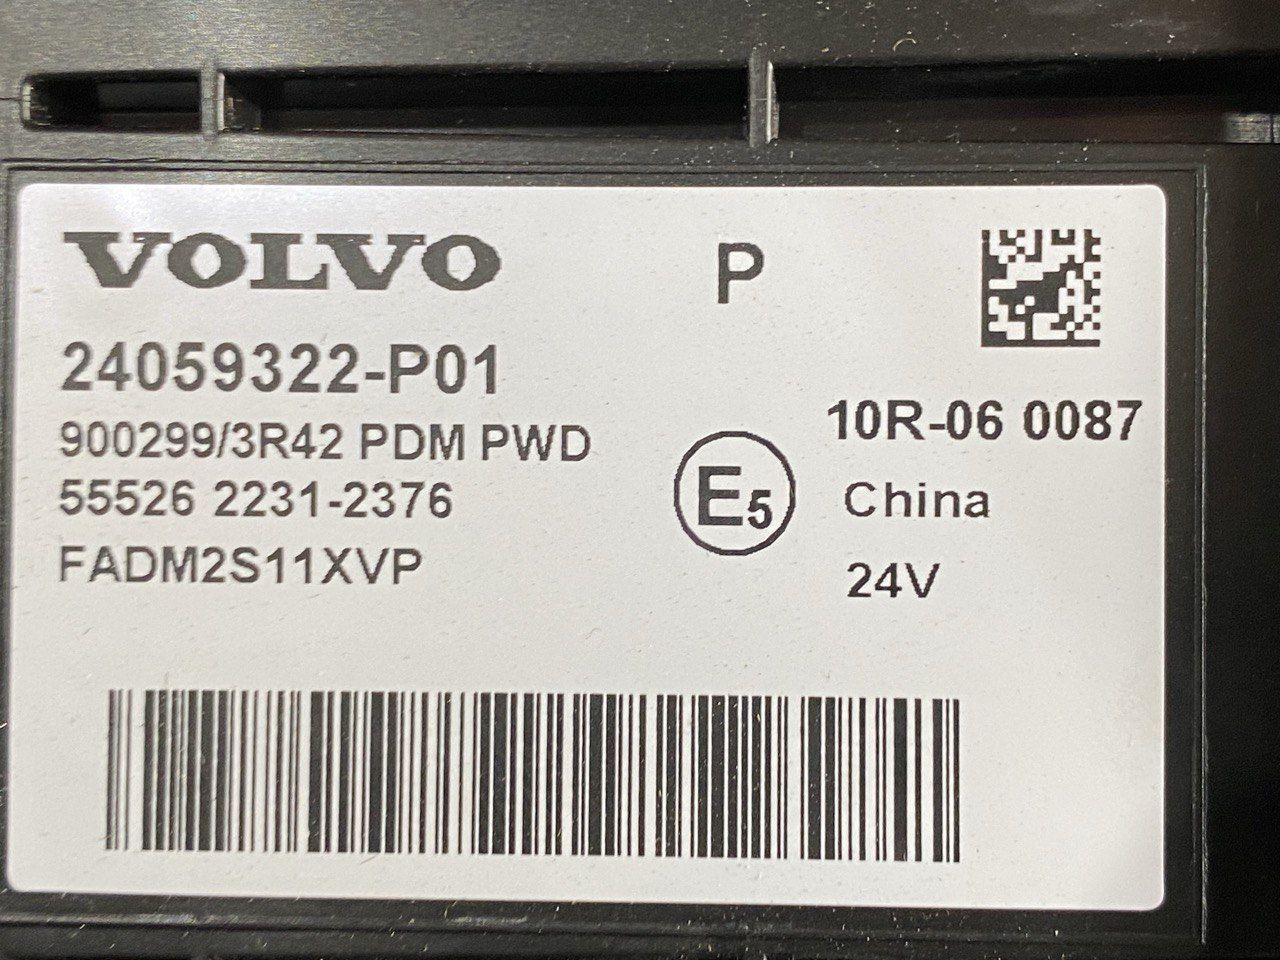 VOLVO
P
24059322-P01
900299/3R42 PDM PWD
55526 2231-2376
FADM2S11XVP
10R-06 0087
E5
China
24V